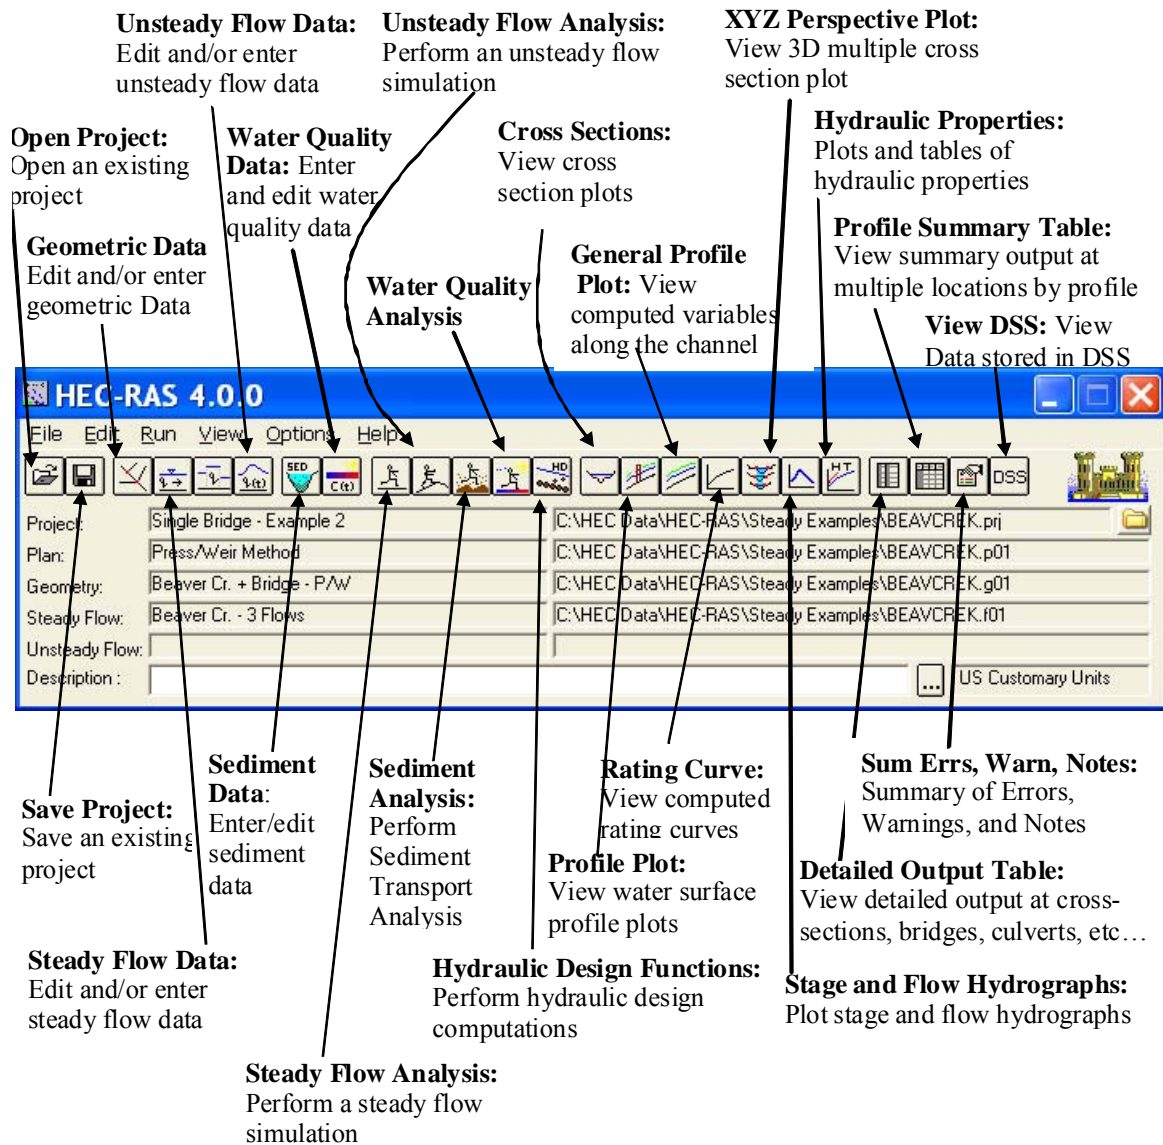 Unsteady Flow Data:
Edit and/or enter
unsteady flow data
Unsteady Flow Analysis:
Perform an unsteady flow
simulation
XYZ Perspective Plot:
View 3D multiple cross
section plot
Open Project:
Open an existing
project
Water Quality
Data: Enter
and edit water
quality data
Cross Sections:
View cross
section plots
Hydraulic Properties:
Plots and tables of
hydraulic properties
Geometric Data
Edit and/or enter
geometric Data
Water Quality
Analysis
General Profile
Plot: View
computed variables
along the channel
Profile Summary Table:
View summary output at
multiple locations by profile
View DSS: View
Data stored in DSS
HEC-RAS 4.0.0
File Edit Run View Options Help
SED C(t) HD HT DSS
Project: Single Bridge - Example 2 C:\HEC Data\HEC-RAS\Steady Examples\BEAVCREK.prj
Plan: Press/Weir Method C:\HEC Data\HEC-RAS\Steady Examples\BEAVCREK.p01
Geometry: Beaver Cr. + Bridge - P/W C:\HEC Data\HEC-RAS\Steady Examples\BEAVCREK.g01
Steady Flow: Beaver Cr. - 3 Flows C:\HEC Data\HEC-RAS\Steady Examples\BEAVCREK.f01
Unsteady Flow:
Description : ... US Customary Units
Save Project:
Save an existing
project
Sediment
Data:
Enter/edit
sediment
data
Sediment
Analysis:
Perform
Sediment
Transport
Analysis
Rating Curve:
View computed
rating curves
Sum Errs, Warn, Notes:
Summary of Errors,
Warnings, and Notes
Profile Plot:
View water surface
profile plots
Detailed Output Table:
View detailed output at cross-
sections, bridges, culverts, etc…
Steady Flow Data:
Edit and/or enter
steady flow data
Hydraulic Design Functions:
Perform hydraulic design
computations
Stage and Flow Hydrographs:
Plot stage and flow hydrographs
Steady Flow Analysis:
Perform a steady flow
simulation